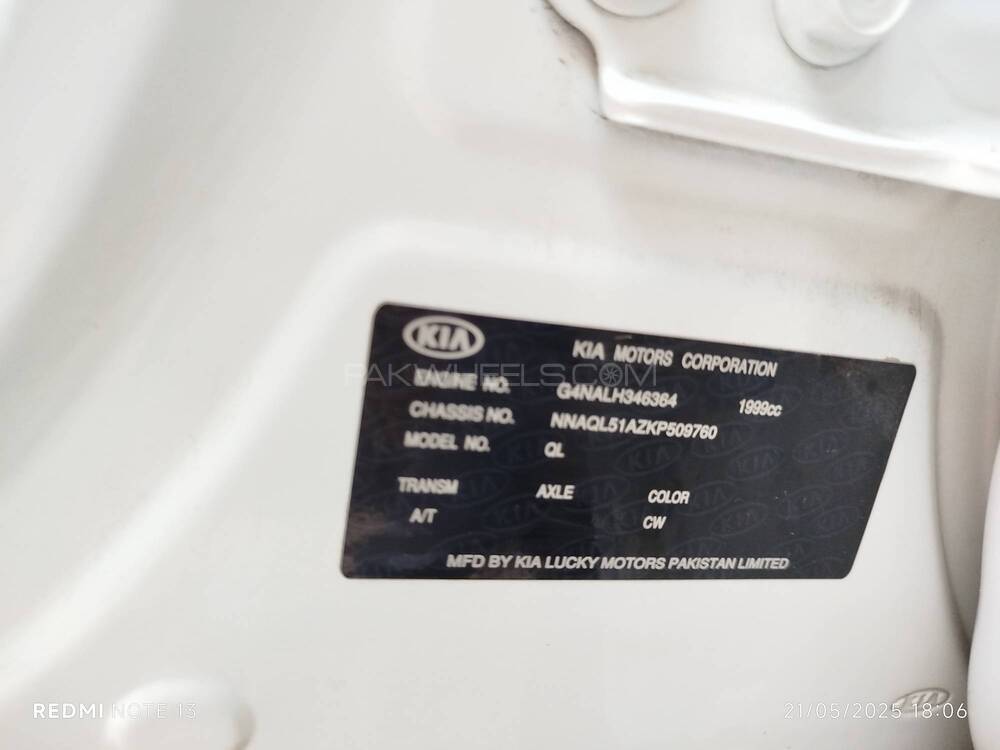 KIA
KIA MOTORS CORPORATION
PAKWHEELS.COM
ENGINE NO. G4NALH346364 1999cc
CHASSIS NO. NNAQL51AZKP509760
MODEL NO. QL
TRANSM AXLE COLOR
A/T CW
MFD BY KIA LUCKY MOTORS PAKISTAN LIMITED
REDMI NOTE 13
21/05/2025 18:06